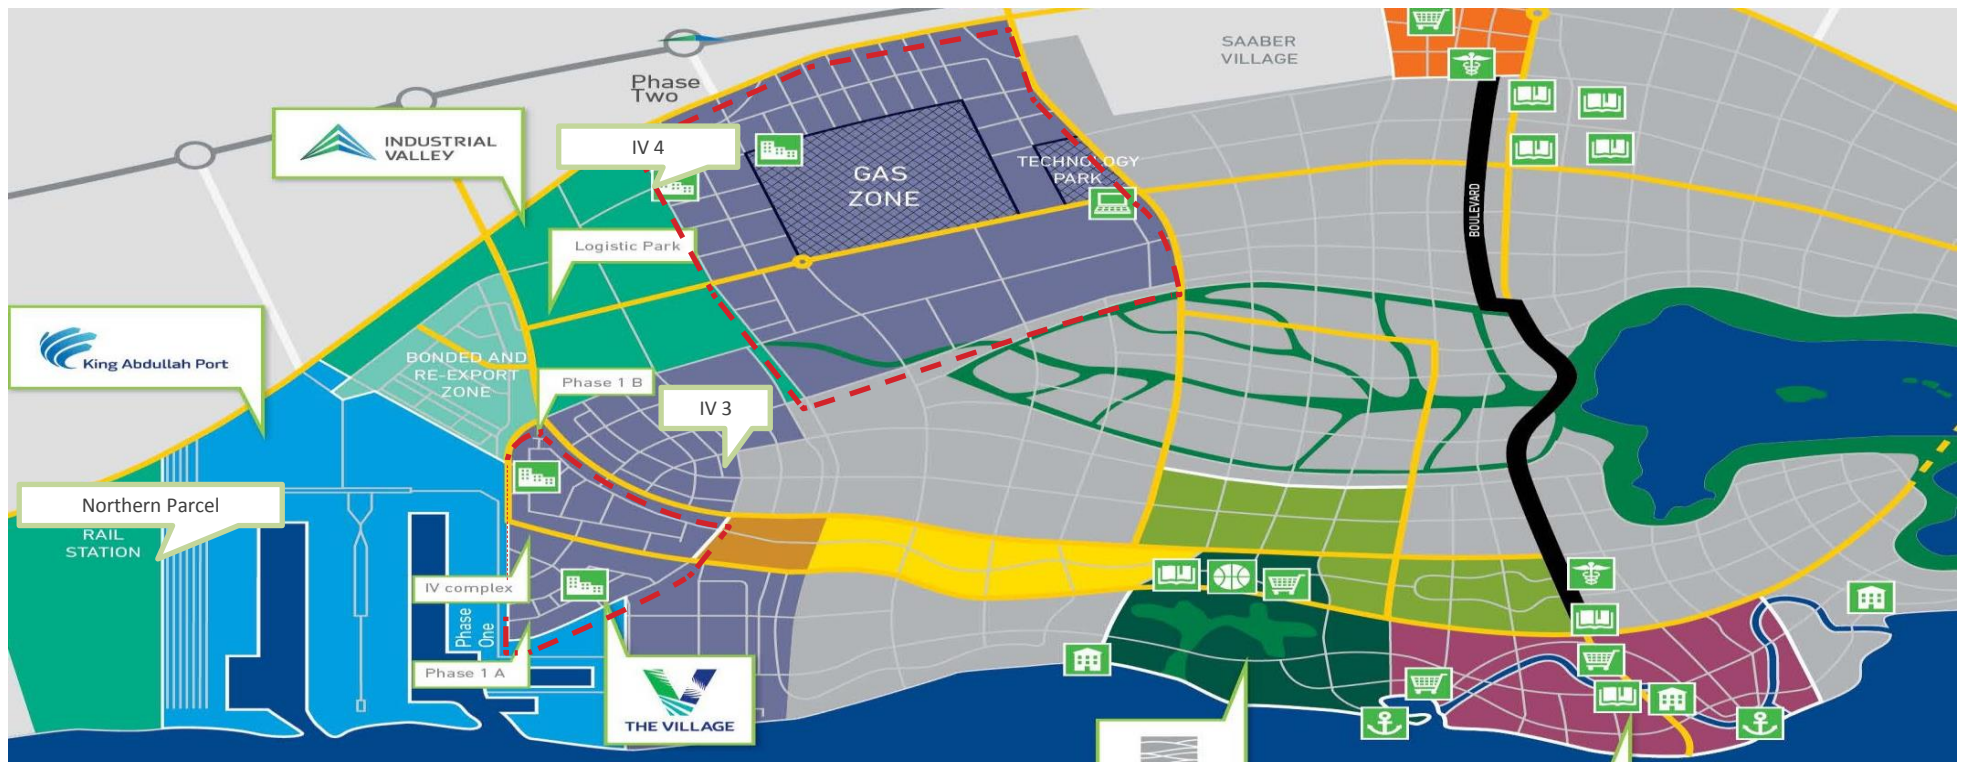 SAABER
VILLAGE
Phase
Two
INDUSTRIAL
VALLEY
IV 4
GAS
ZONE
TECHNOLOGY
PARK
BOULEVARD
Logistic Park
King Abdullah Port
BONDED AND
RE-EXPORT
ZONE
Phase 1 B
IV 3
Northern Parcel
RAIL
STATION
IV complex
Phase
One
Phase 1 A
THE VILLAGE